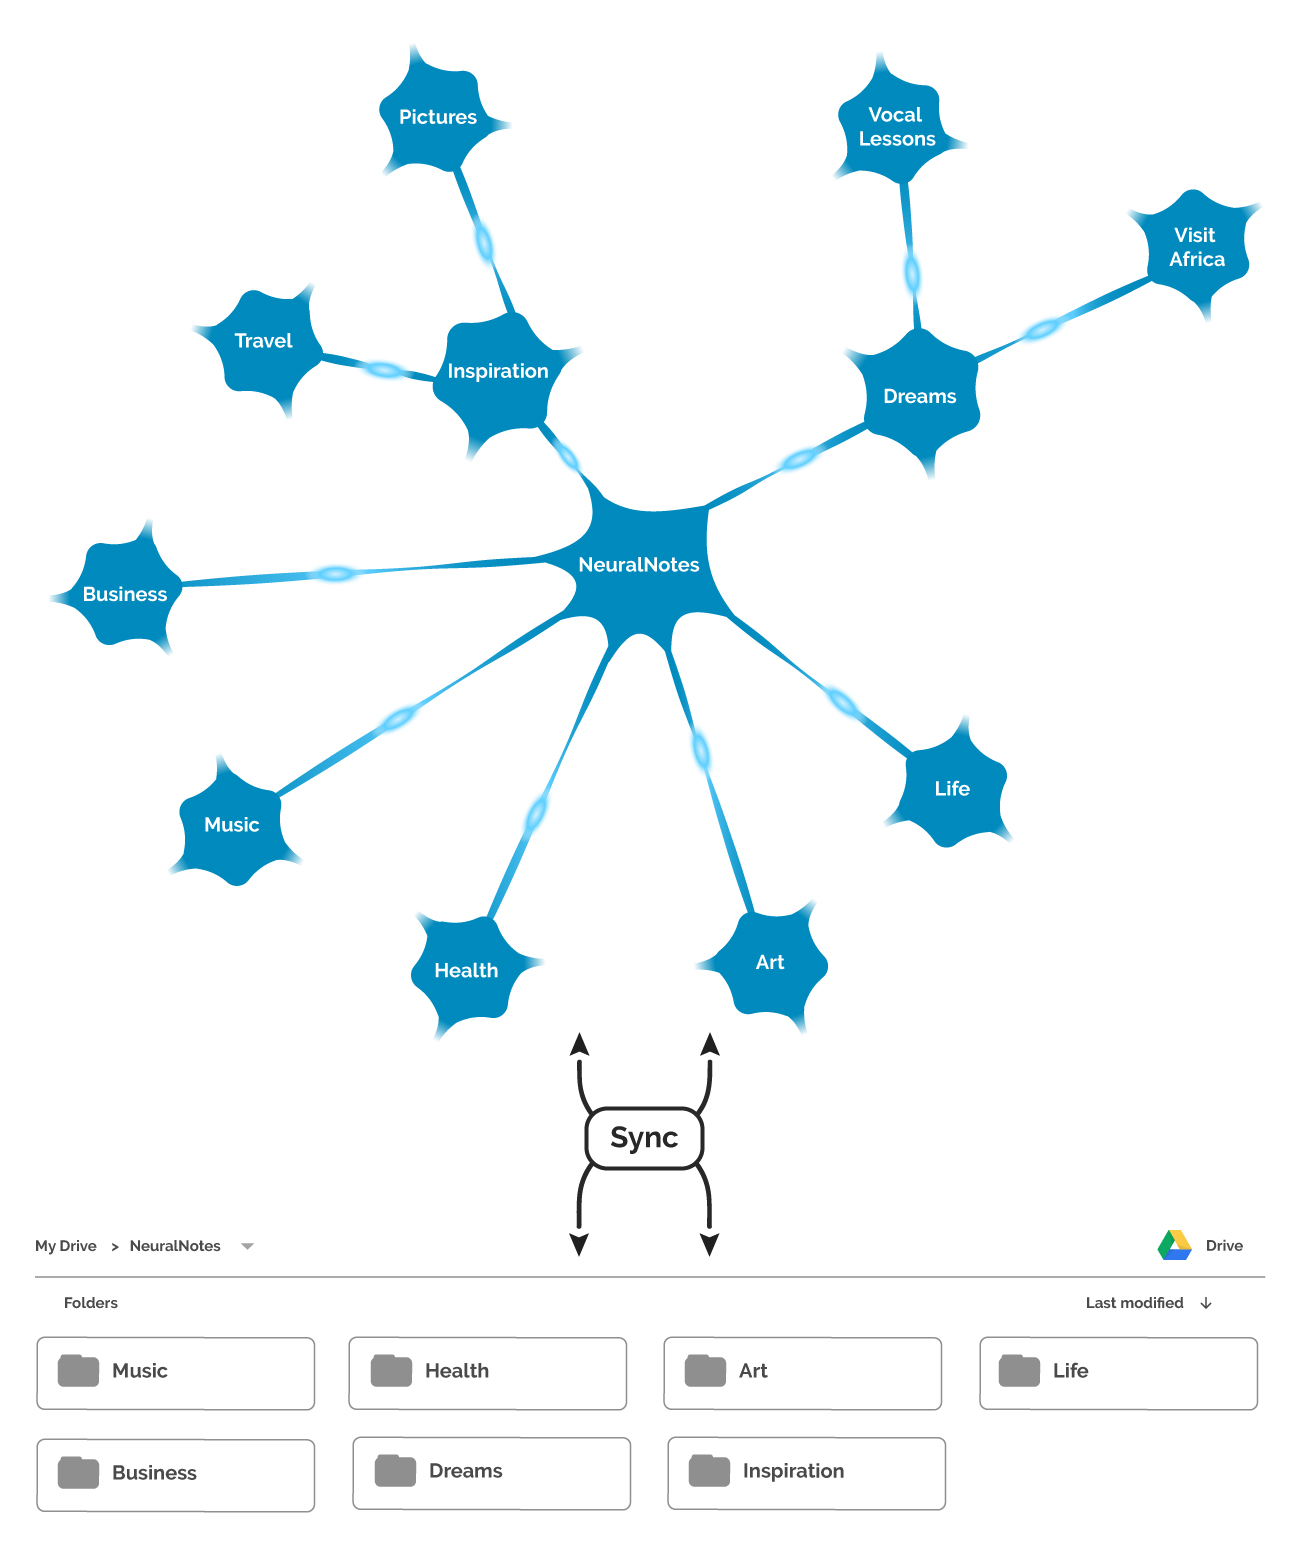 Pictures
Vocal
Lessons
Visit
Africa
Travel
Inspiration
Dreams
NeuralNotes
Business
Life
Music
Health
Art
Sync
My Drive > NeuralNotes
Drive
Folders
Last modified ↓
Music
Health
Art
Life
Business
Dreams
Inspiration